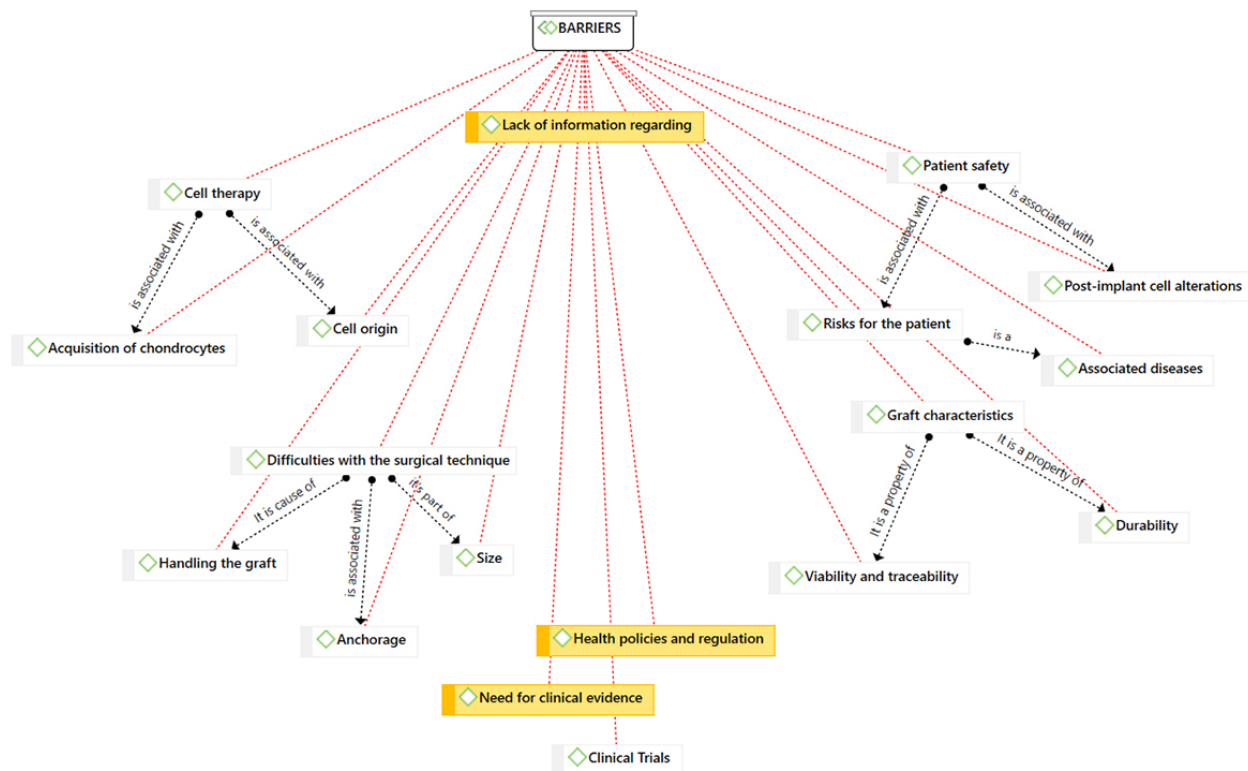 BARRIERS
Lack of information regarding
Patient safety
Cell therapy
is associated with
is associated with
is associated with
is associated with
Post-implant cell alterations
Cell origin
Risks for the patient
Acquisition of chondrocytes
is a
Associated diseases
Graft characteristics
Difficulties with the surgical technique
It is cause of
is associated with
it's part of
It is a property of
It is a property of
Durability
Handling the graft
Size
Viability and traceability
Anchorage
Health policies and regulation
Need for clinical evidence
Clinical Trials